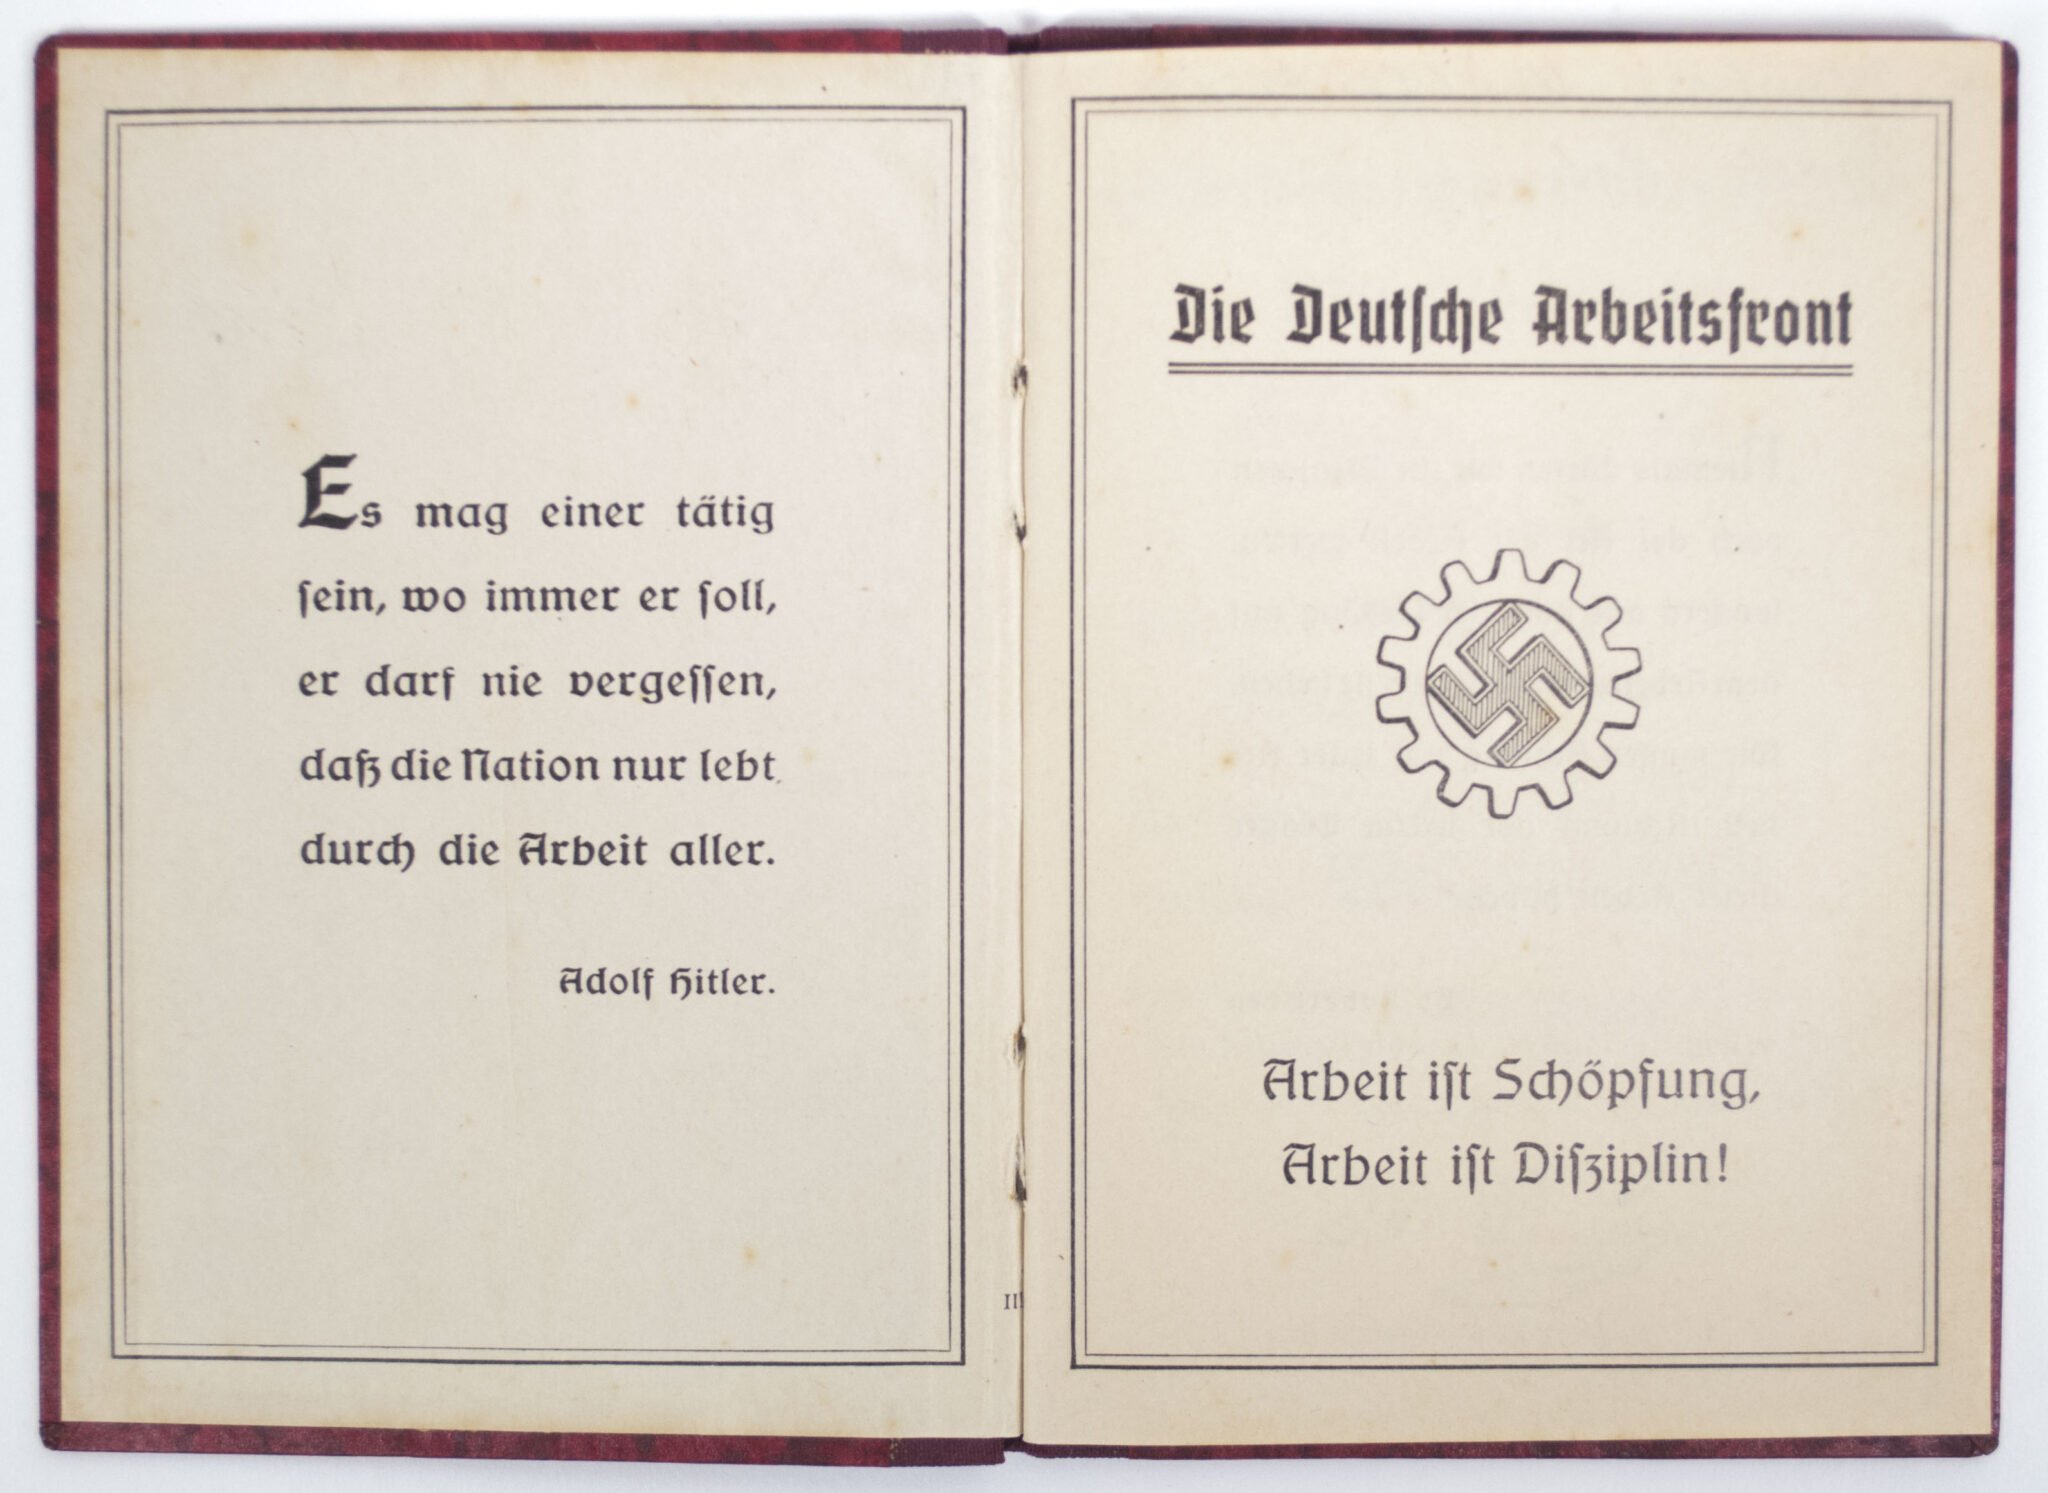 Es mag einer tätig
ſein, wo immer er ſoll,
er darf nie vergeſſen,
daß die Nation nur lebt
durch die Arbeit aller.
Adolf Hitler.
Die Deutſche Arbeitsfront
Arbeit iſt Schöpfung,
Arbeit iſt Diſziplin!